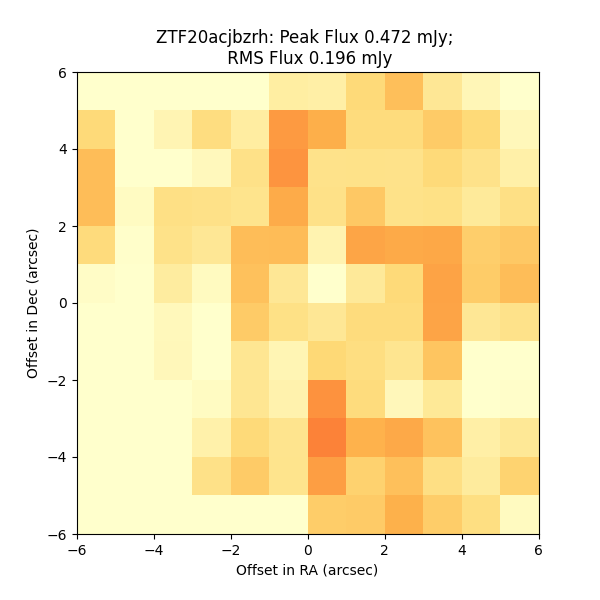 ZTF20acjbzrh: Peak Flux 0.472 mJy;
RMS Flux 0.196 mJy
6
4
2
0
−2
−4
−6
Offset in Dec (arcsec)
−6 −4 −2 0 2 4 6
Offset in RA (arcsec)